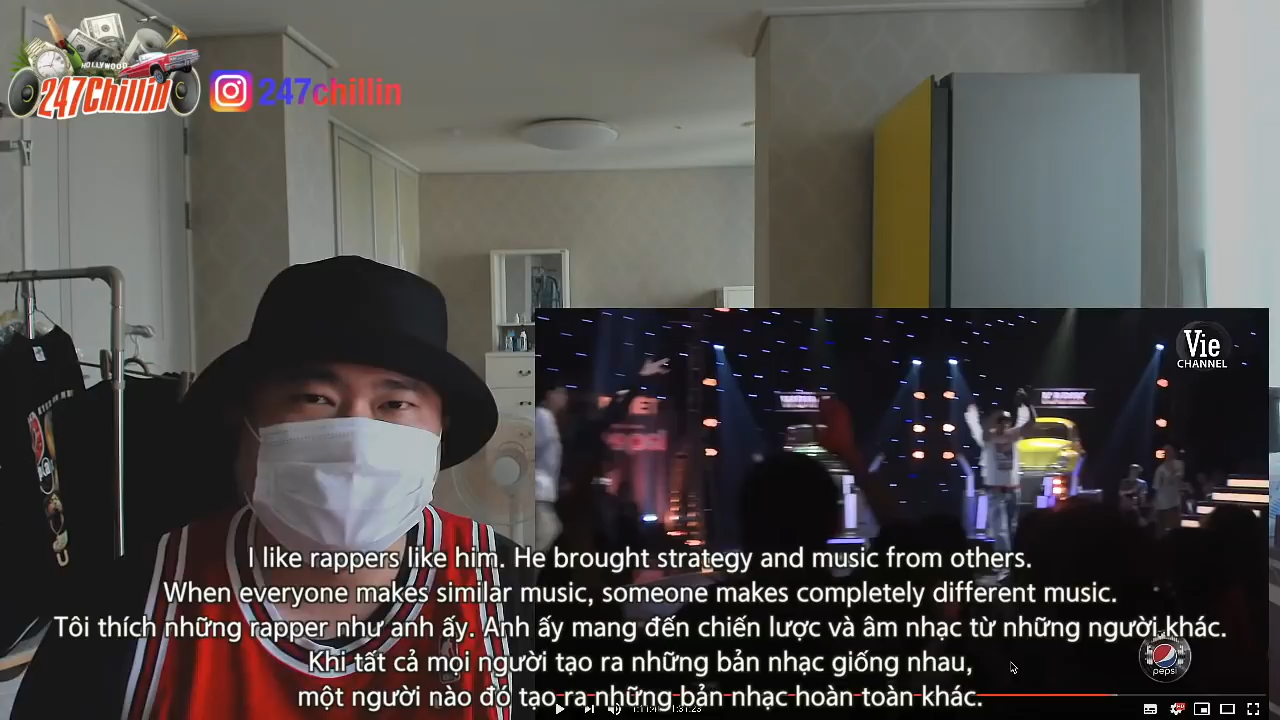 HOLLYWOOD
247Chillin
247chillin
Vie
CHANNEL
I like rappers like him. He brought strategy and music from others.
When everyone makes similar music, someone makes completely different music.
Tôi thích những rapper như anh ấy. Anh ấy mang đến chiến lược và âm nhạc từ những người khác.
Khi tất cả mọi người tạo ra những bản nhạc giống nhau,
một người nào đó tạo ra những bản nhạc hoàn toàn khác.
pepsi